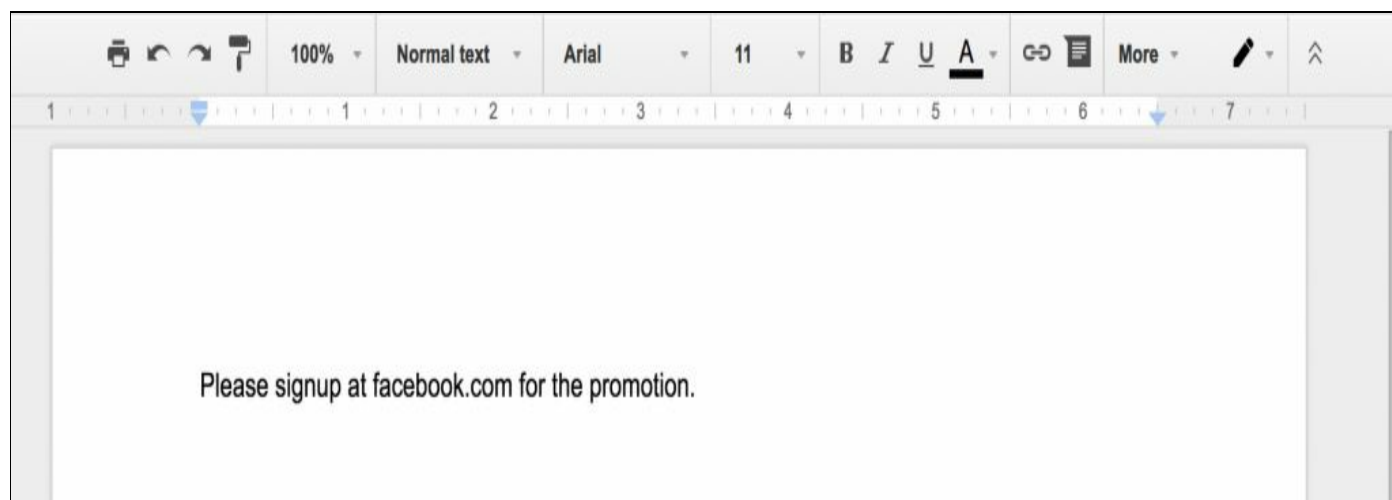 100% Normal text Arial 11 B I U A More
1 1 2 3 4 5 6 7
Please signup at facebook.com for the promotion.